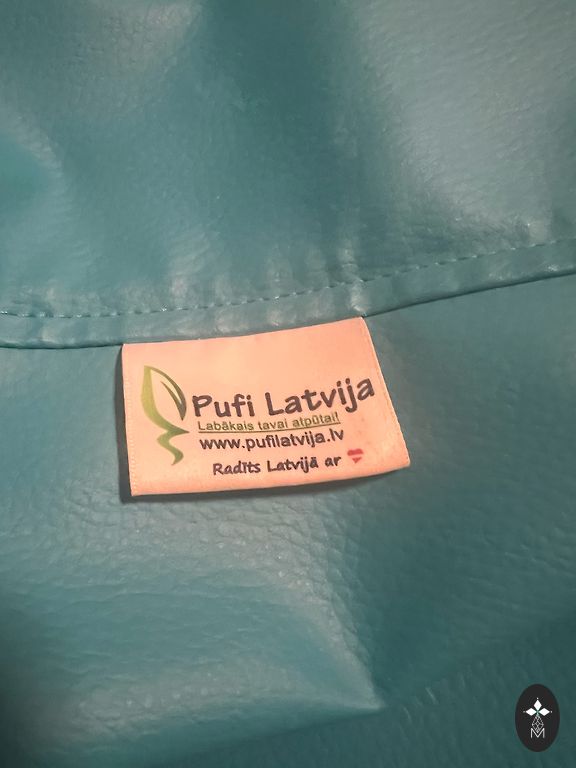 Pufi Latvija
Labākais tavai atpūtai!
www.pufilatvija.lv
Radīts Latvijā ar
M